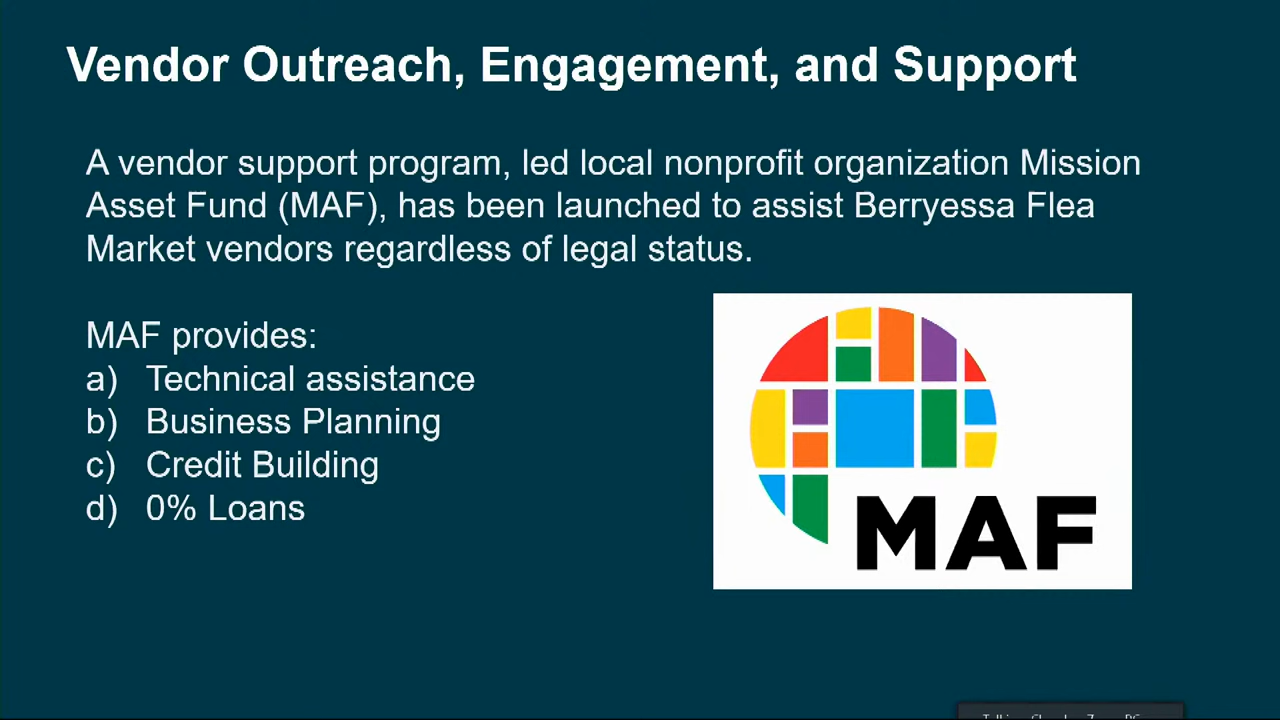 Vendor Outreach, Engagement, and Support
A vendor support program, led local nonprofit organization Mission
Asset Fund (MAF), has been launched to assist Berryessa Flea
Market vendors regardless of legal status.
MAF provides:
a) Technical assistance
b) Business Planning
c) Credit Building
d) 0% Loans
MAF